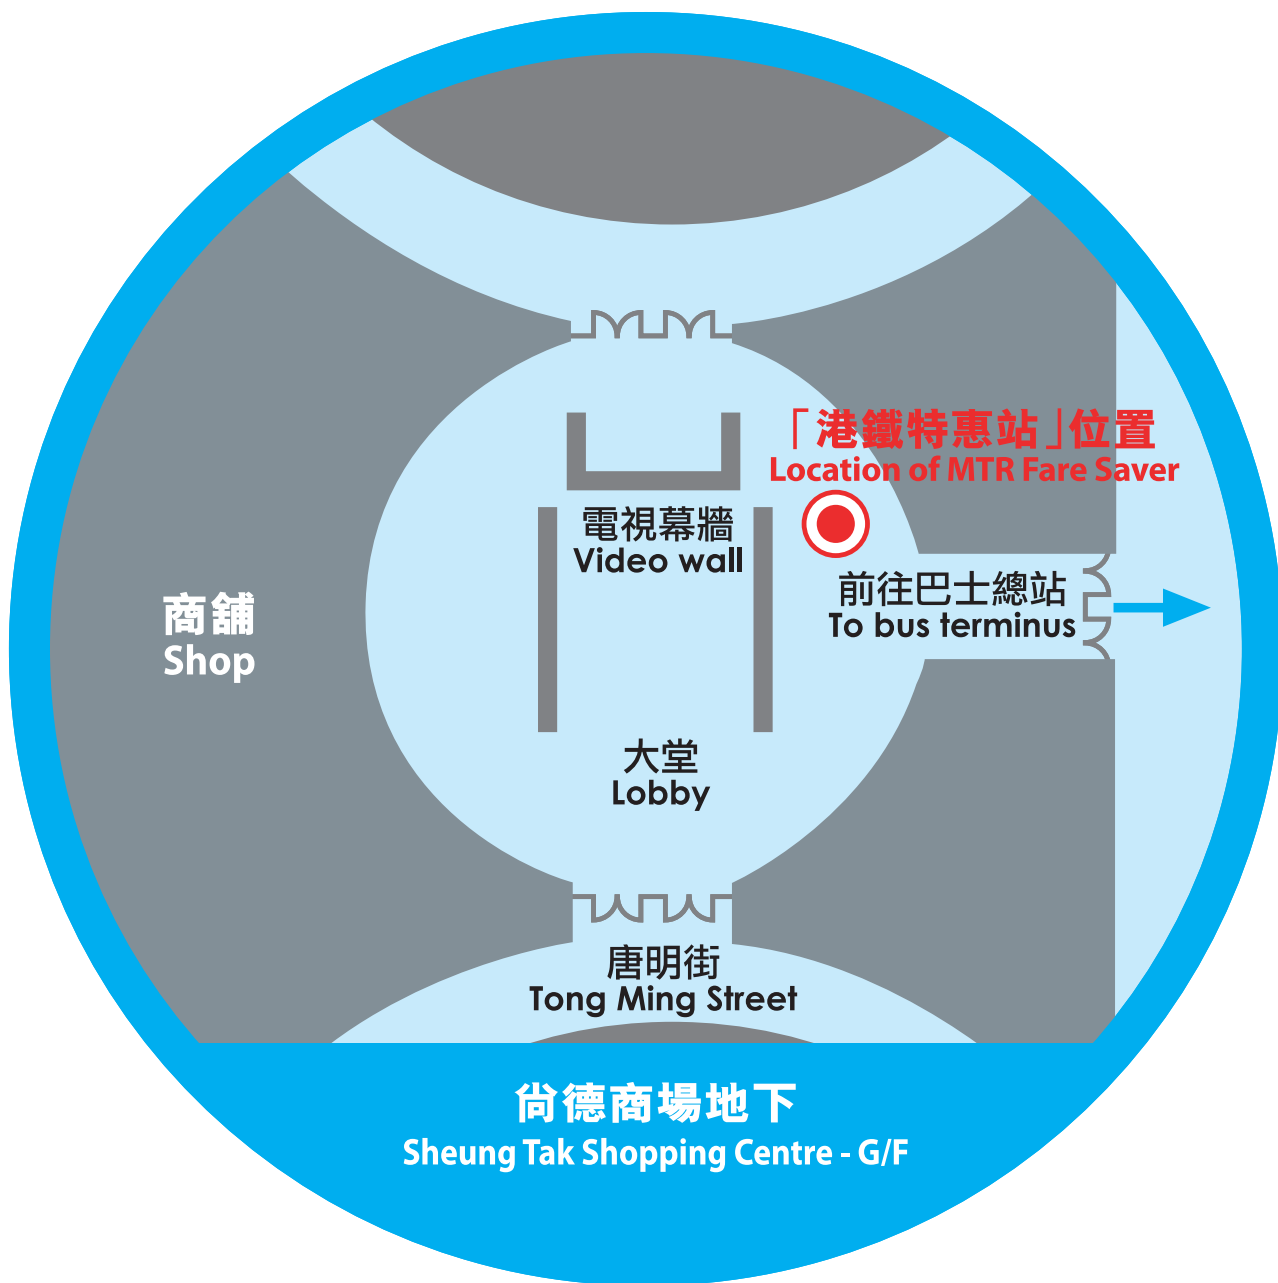 「港鐵特惠站」位置
Location of MTR Fare Saver
電視幕牆
Video wall
前往巴士總站
To bus terminus
商舖
Shop
大堂
Lobby
唐明街
Tong Ming Street
尚德商場地下
Sheung Tak Shopping Centre - G/F